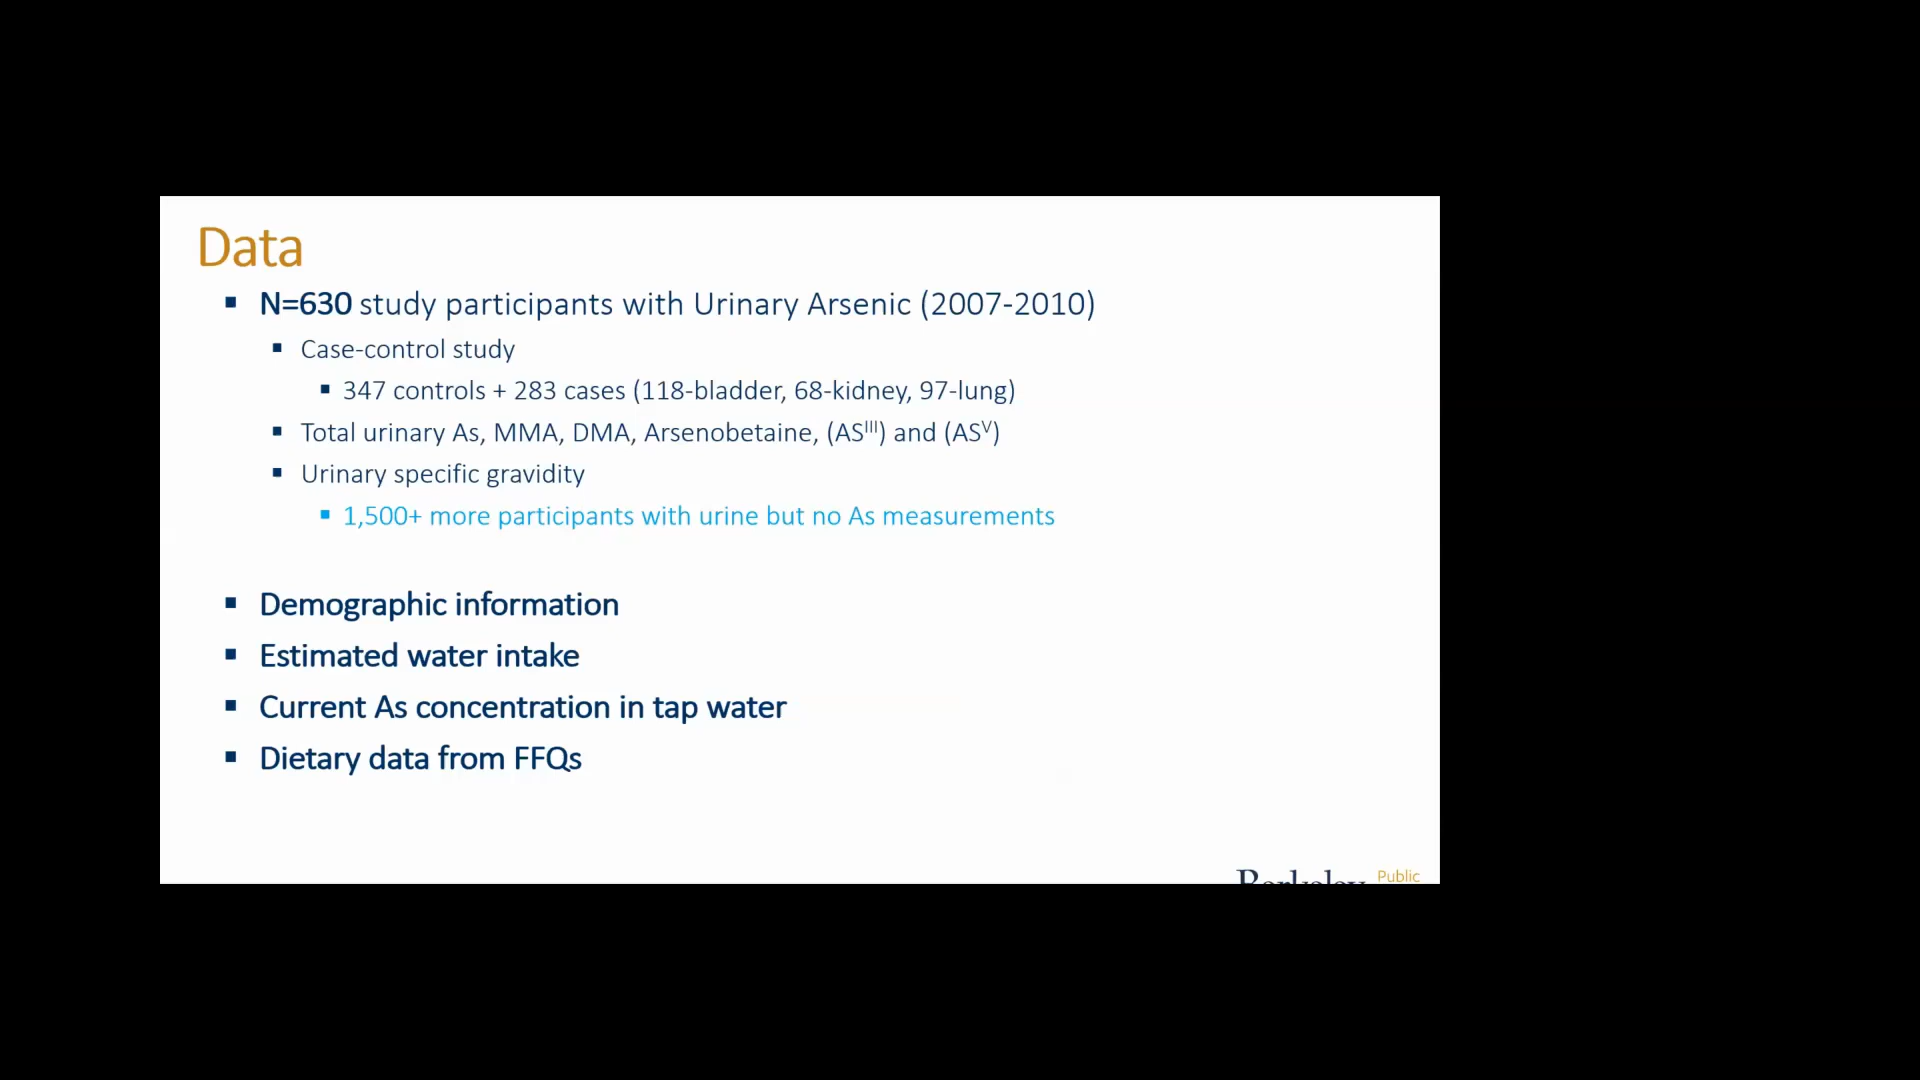 Data
▪ N=630 study participants with Urinary Arsenic (2007-2010)
▪ Case-control study
▪ 347 controls + 283 cases (118-bladder, 68-kidney, 97-lung)
▪ Total urinary As, MMA, DMA, Arsenobetaine, (ASᴵᴵᴵ) and (ASⱽ)
▪ Urinary specific gravidity
▪ 1,500+ more participants with urine but no As measurements
▪ Demographic information
▪ Estimated water intake
▪ Current As concentration in tap water
▪ Dietary data from FFQs
Berkeley Public